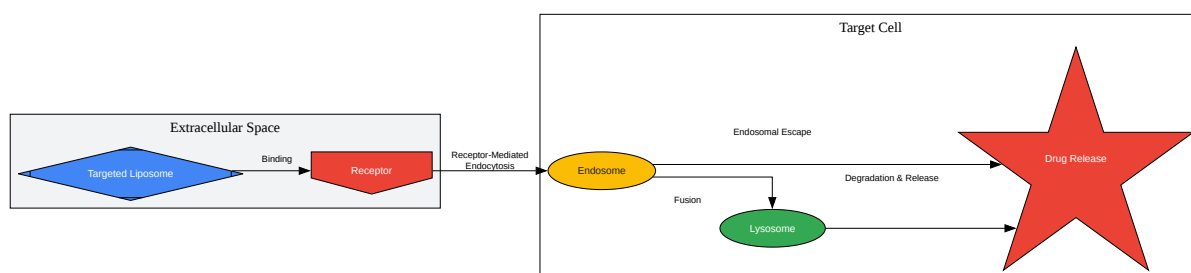 Target Cell
Extracellular Space
Targeted Liposome
Binding
Receptor
Receptor-Mediated
Endocytosis
Endosome
Endosomal Escape
Degradation & Release
Fusion
Lysosome
Drug Release